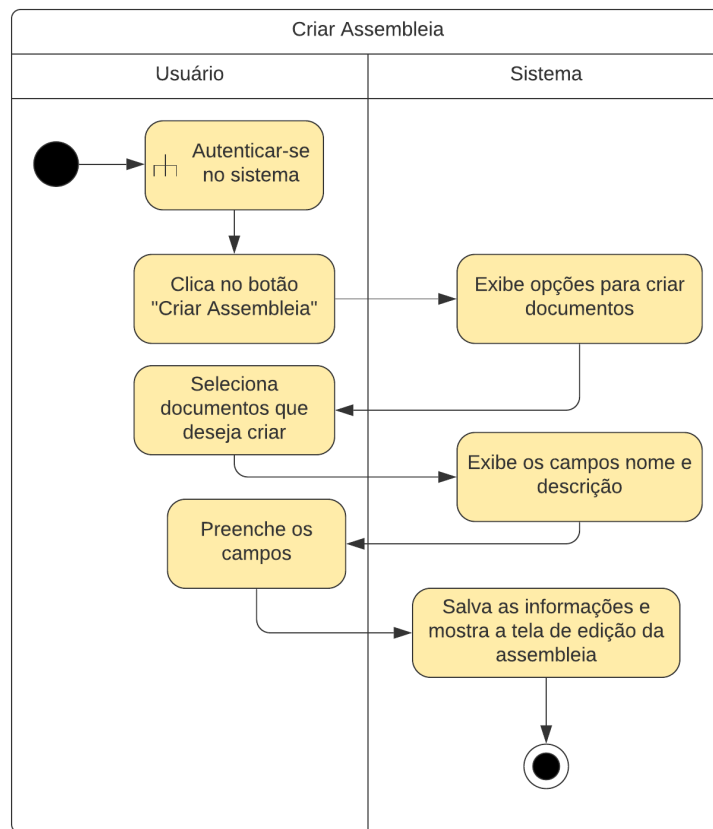 Criar Assembleia
Usuário
Sistema
Autenticar-se
no sistema
Clica no botão
"Criar Assembleia"
Exibe opções para criar
documentos
Seleciona
documentos que
deseja criar
Exibe os campos nome e
descrição
Preenche os
campos
Salva as informações e
mostra a tela de edição da
assembleia